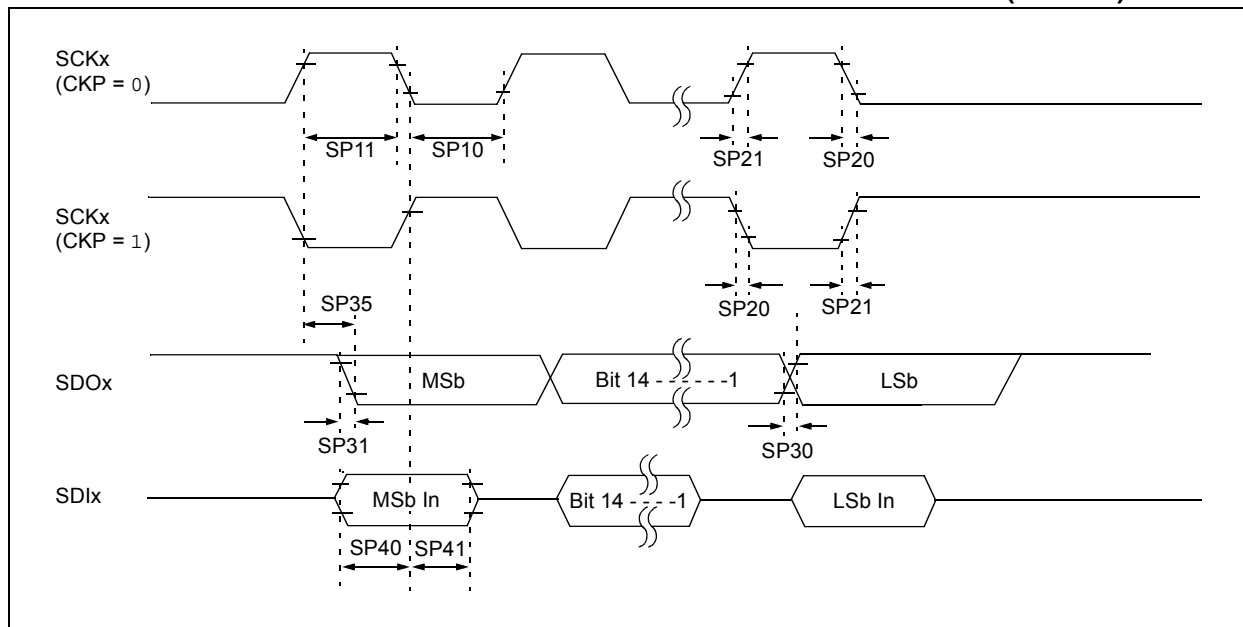 SCKx
(CKP = 0)
SP11
SP10
SP21
SP20
SCKx
(CKP = 1)
SP35
SP20
SP21
SDOx
MSb
Bit 14 - - - - - -1
LSb
SP31
SP30
SDIx
MSb In
Bit 14 - - - -1
LSb In
SP40
SP41